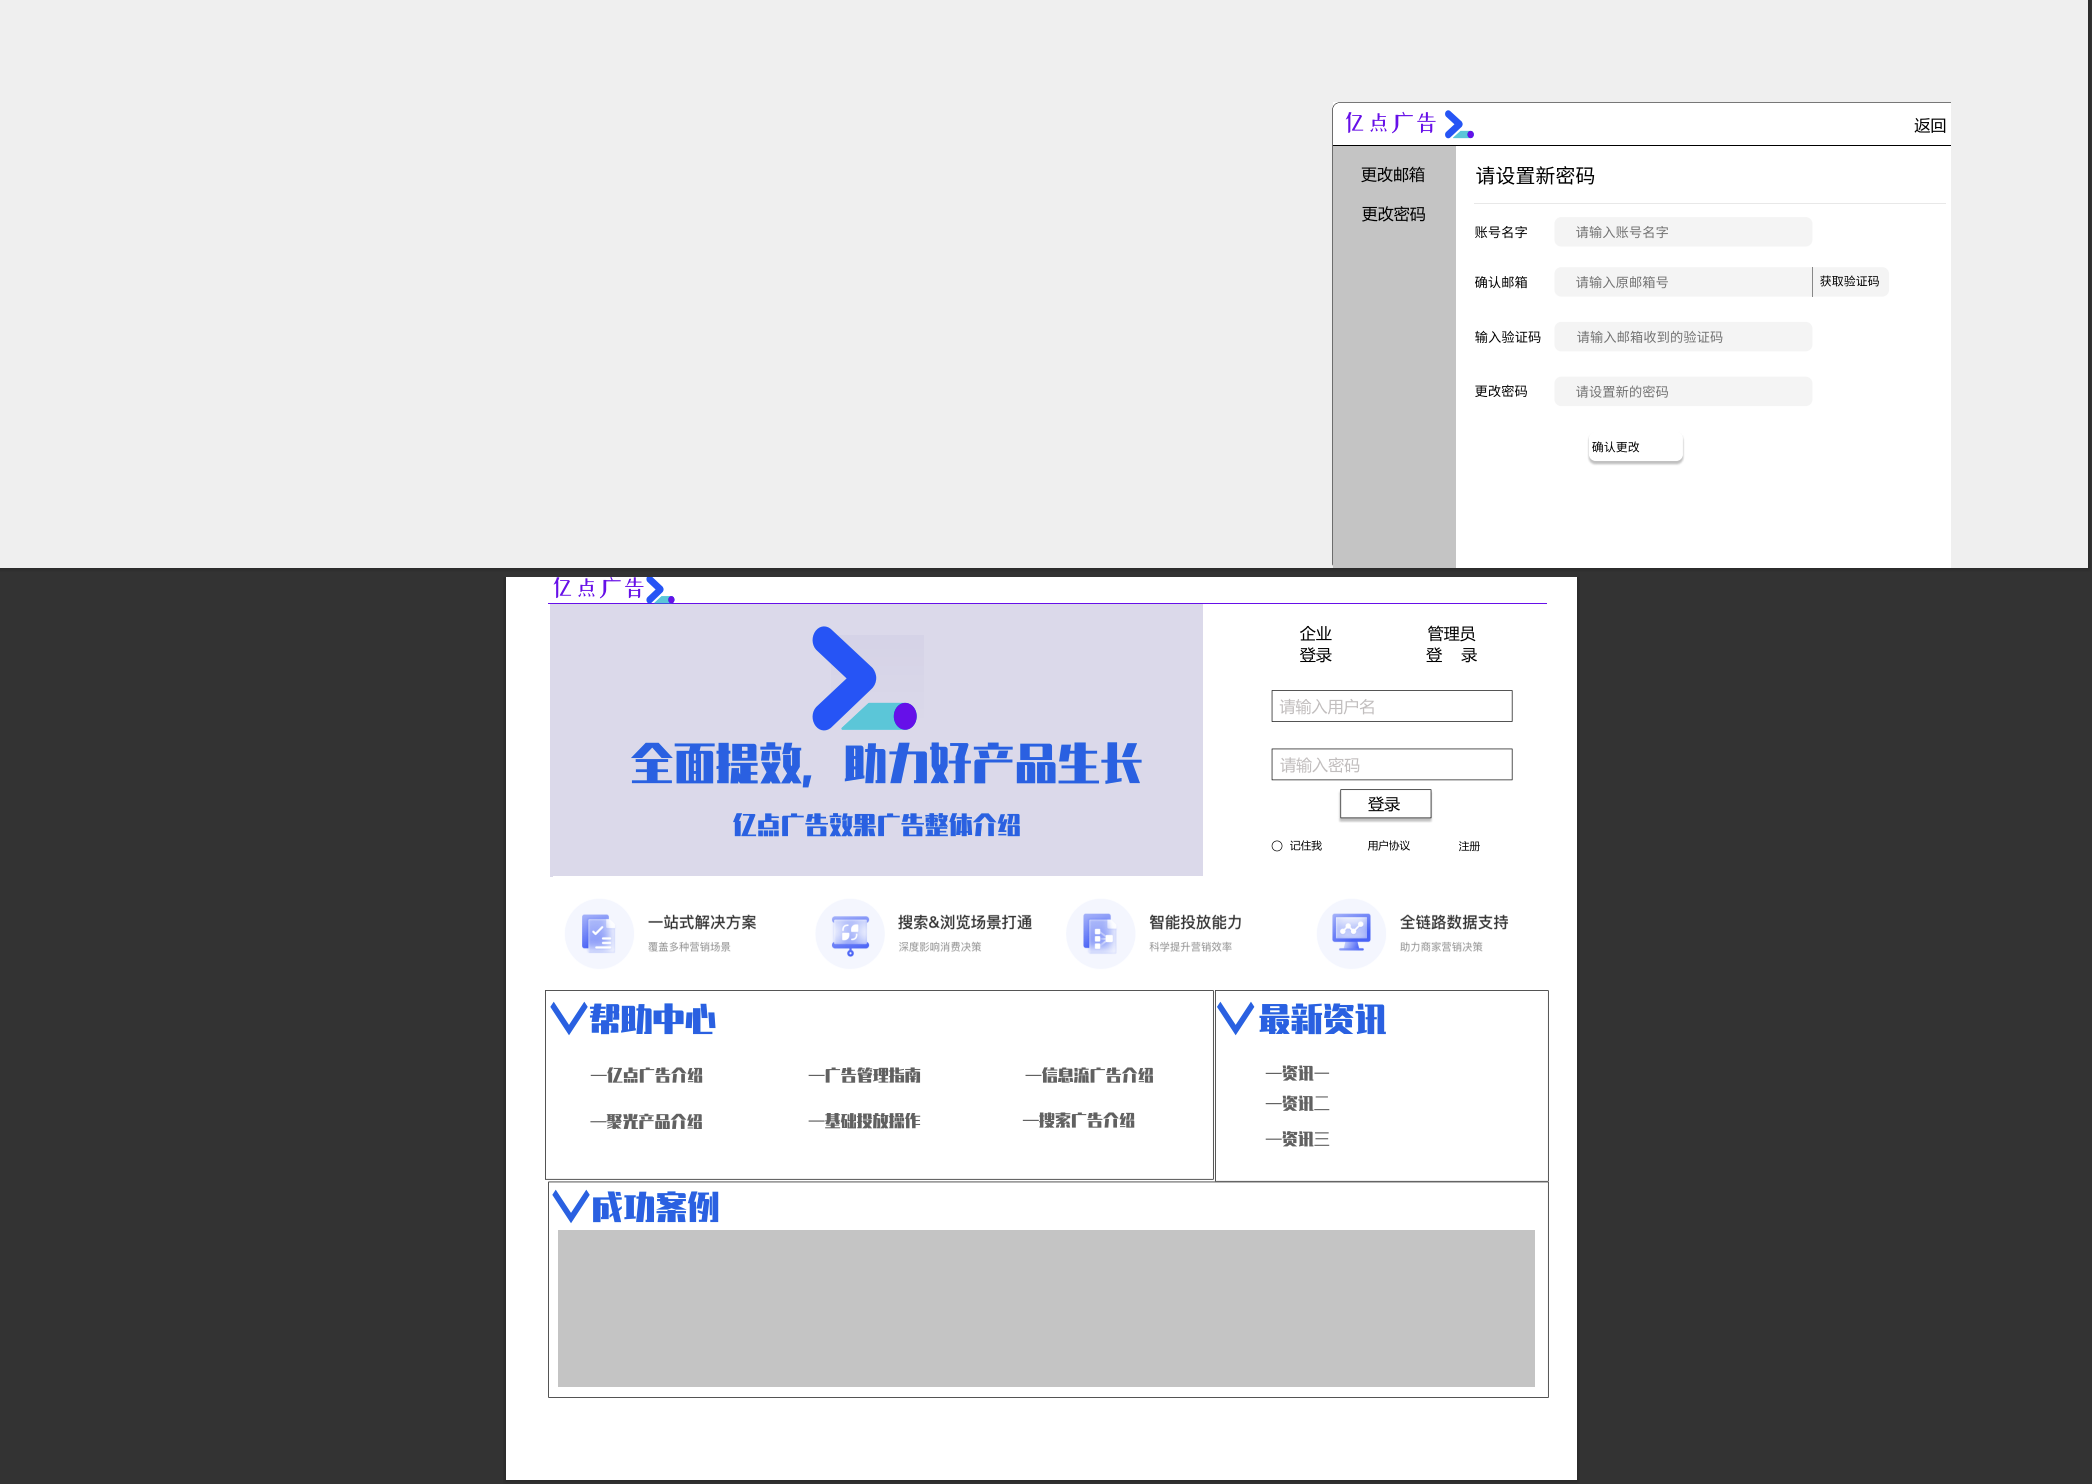 亿点广告
返回
更改邮箱
更改密码
请设置新密码
账号名字
请输入账号名字
确认邮箱
请输入原邮箱号
获取验证码
输入验证码
请输入邮箱收到的验证码
更改密码
请设置新的密码
确认更改
亿点广告
全面提效，助力好产品生长
亿点广告效果广告整体介绍
企业
登录
管理员
登 录
请输入用户名
请输入密码
登录
记住我
用户协议
注册
一站式解决方案
覆盖多种营销场景
搜索&浏览场景打通
深度影响消费决策
智能投放能力
科学提升营销效率
全链路数据支持
助力商家营销决策
帮助中心
—亿点广告介绍
—广告管理指南
—信息流广告介绍
—聚光产品介绍
—基础投放操作
—搜索广告介绍
最新资讯
—资讯一
—资讯二
—资讯三
成功案例